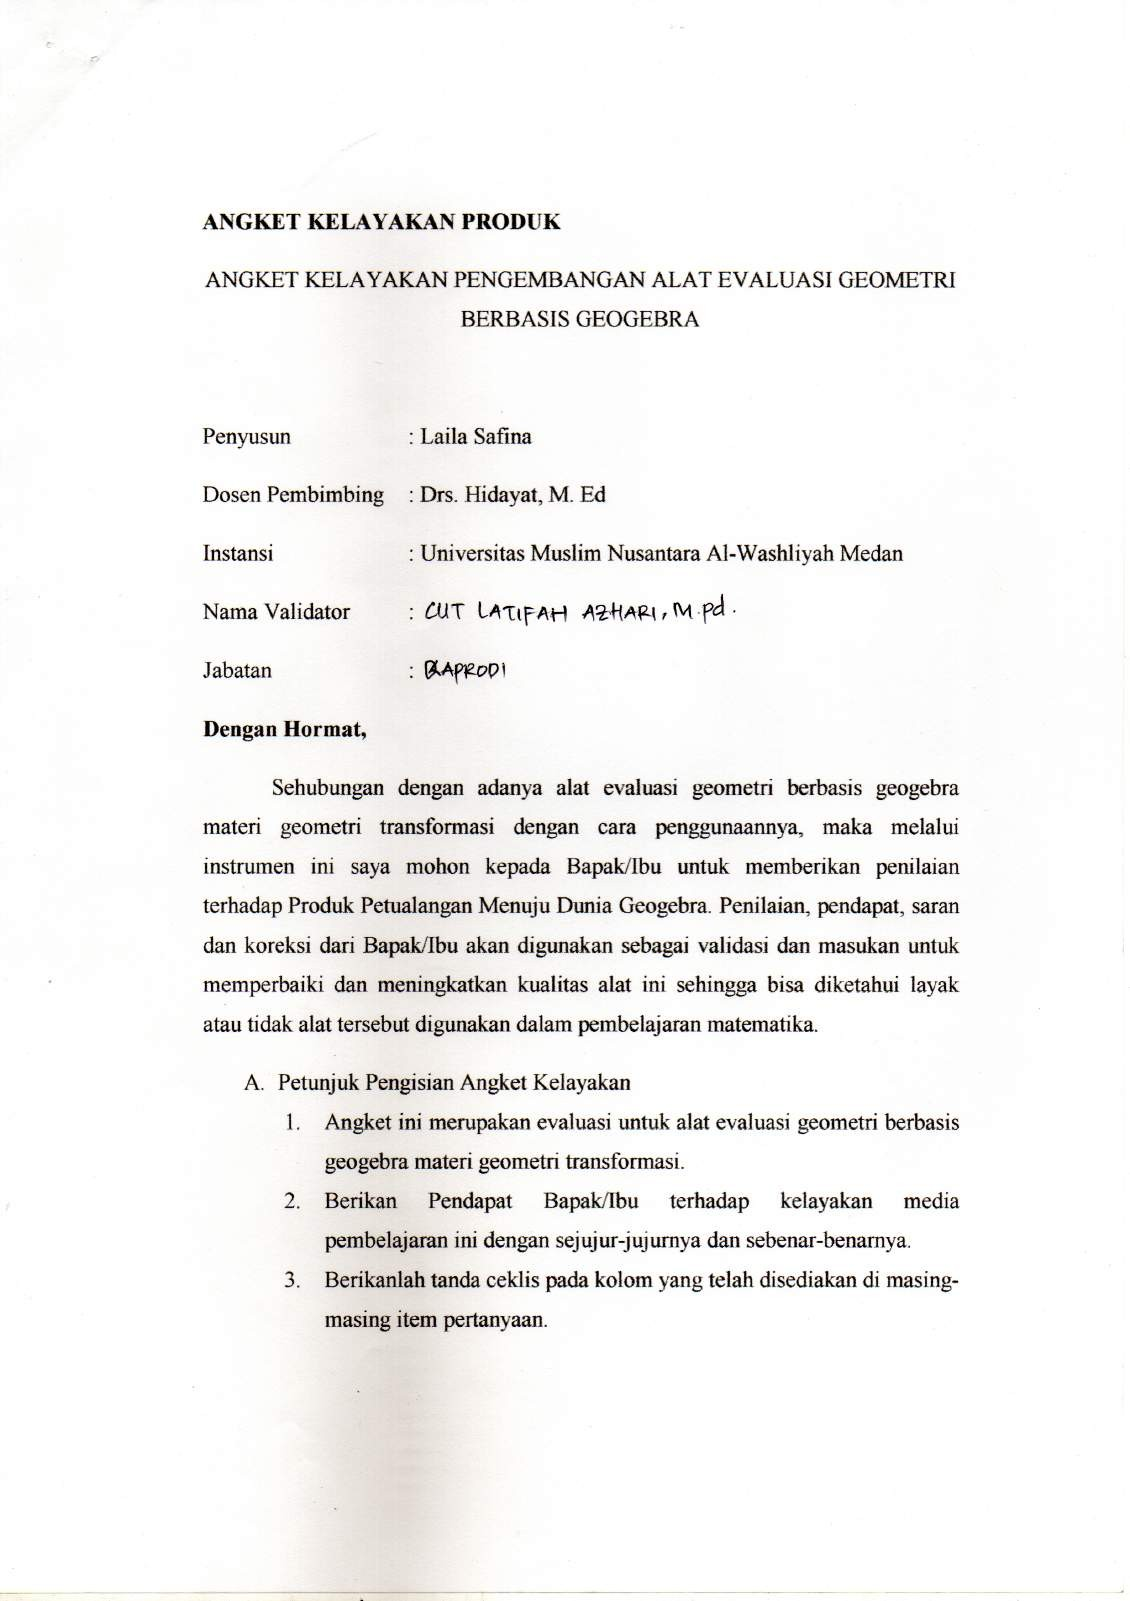 ANGKET KELAYAKAN PRODUK
ANGKET KELAYAKAN PENGEMBANGAN ALAT EVALUASI GEOMETRI
BERBASIS GEOGEBRA
Penyusun : Laila Safina
Dosen Pembimbing : Drs. Hidayat, M. Ed
Instansi : Universitas Muslim Nusantara Al-Washliyah Medan
Nama Validator : CUT LATIFAH AZHARI, M.Pd.
Jabatan : KAPRODI
Dengan Hormat,
Sehubungan dengan adanya alat evaluasi geometri berbasis geogebra
materi geometri transformasi dengan cara penggunaannya, maka melalui
instrumen ini saya mohon kepada Bapak/Ibu untuk memberikan penilaian
terhadap Produk Petualangan Menuju Dunia Geogebra. Penilaian, pendapat, saran
dan koreksi dari Bapak/Ibu akan digunakan sebagai validasi dan masukan untuk
memperbaiki dan meningkatkan kualitas alat ini sehingga bisa diketahui layak
atau tidak alat tersebut digunakan dalam pembelajaran matematika.
A. Petunjuk Pengisian Angket Kelayakan
1. Angket ini merupakan evaluasi untuk alat evaluasi geometri berbasis
geogebra materi geometri transformasi.
2. Berikan Pendapat Bapak/Ibu terhadap kelayakan media
pembelajaran ini dengan sejujur-jujurnya dan sebenar-benarnya.
3. Berikanlah tanda ceklis pada kolom yang telah disediakan di masing-
masing item pertanyaan.